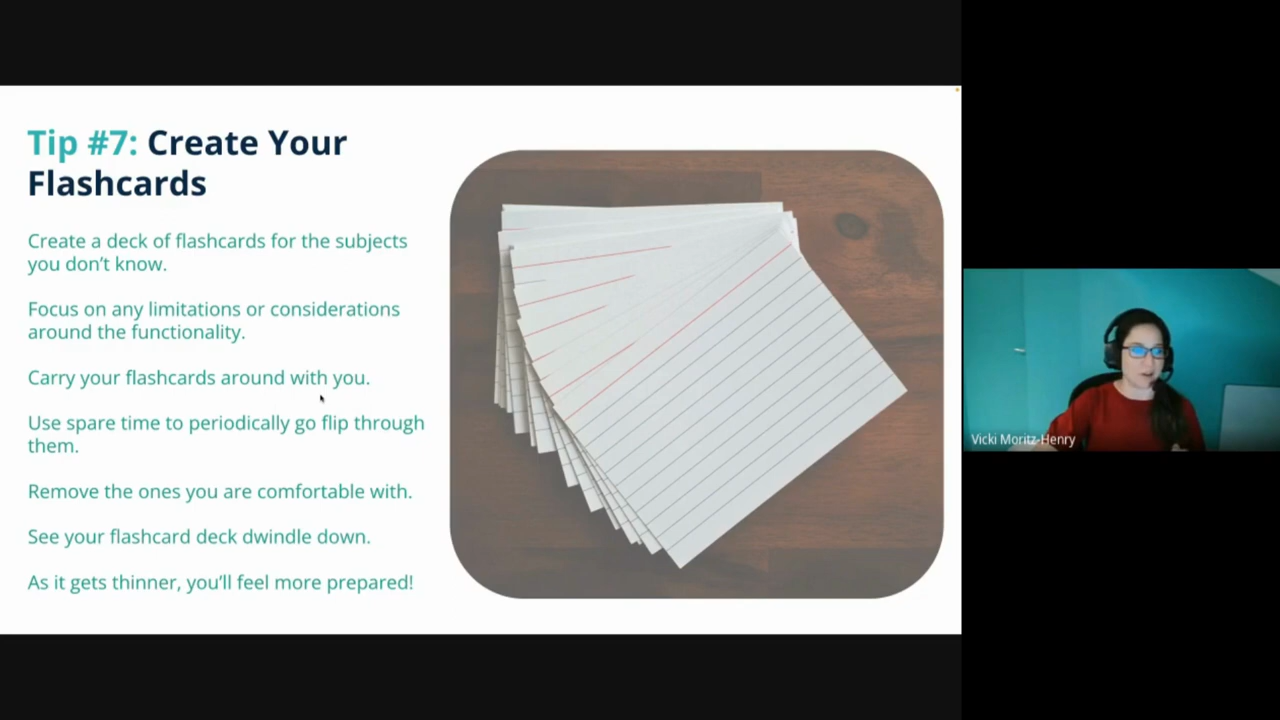 Tip #7: Create Your
Flashcards
Create a deck of flashcards for the subjects
you don’t know.
Focus on any limitations or considerations
around the functionality.
Carry your flashcards around with you.
Use spare time to periodically go flip through
them.
Remove the ones you are comfortable with.
See your flashcard deck dwindle down.
As it gets thinner, you’ll feel more prepared!
Vicki Moritz-Henry